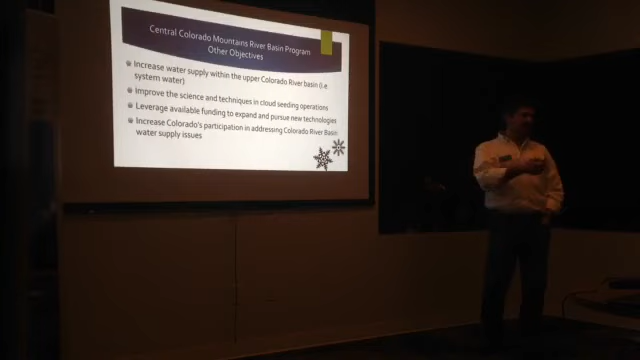 Central Colorado Mountains River Basin Program
Other Objectives
Increase water supply within the upper Colorado River basin (i.e.
system water)
Improve the science and techniques in cloud seeding operations
Leverage available funding to expand and pursue new technologies
Increase Colorado's participation in addressing Colorado River Basin
water supply issues